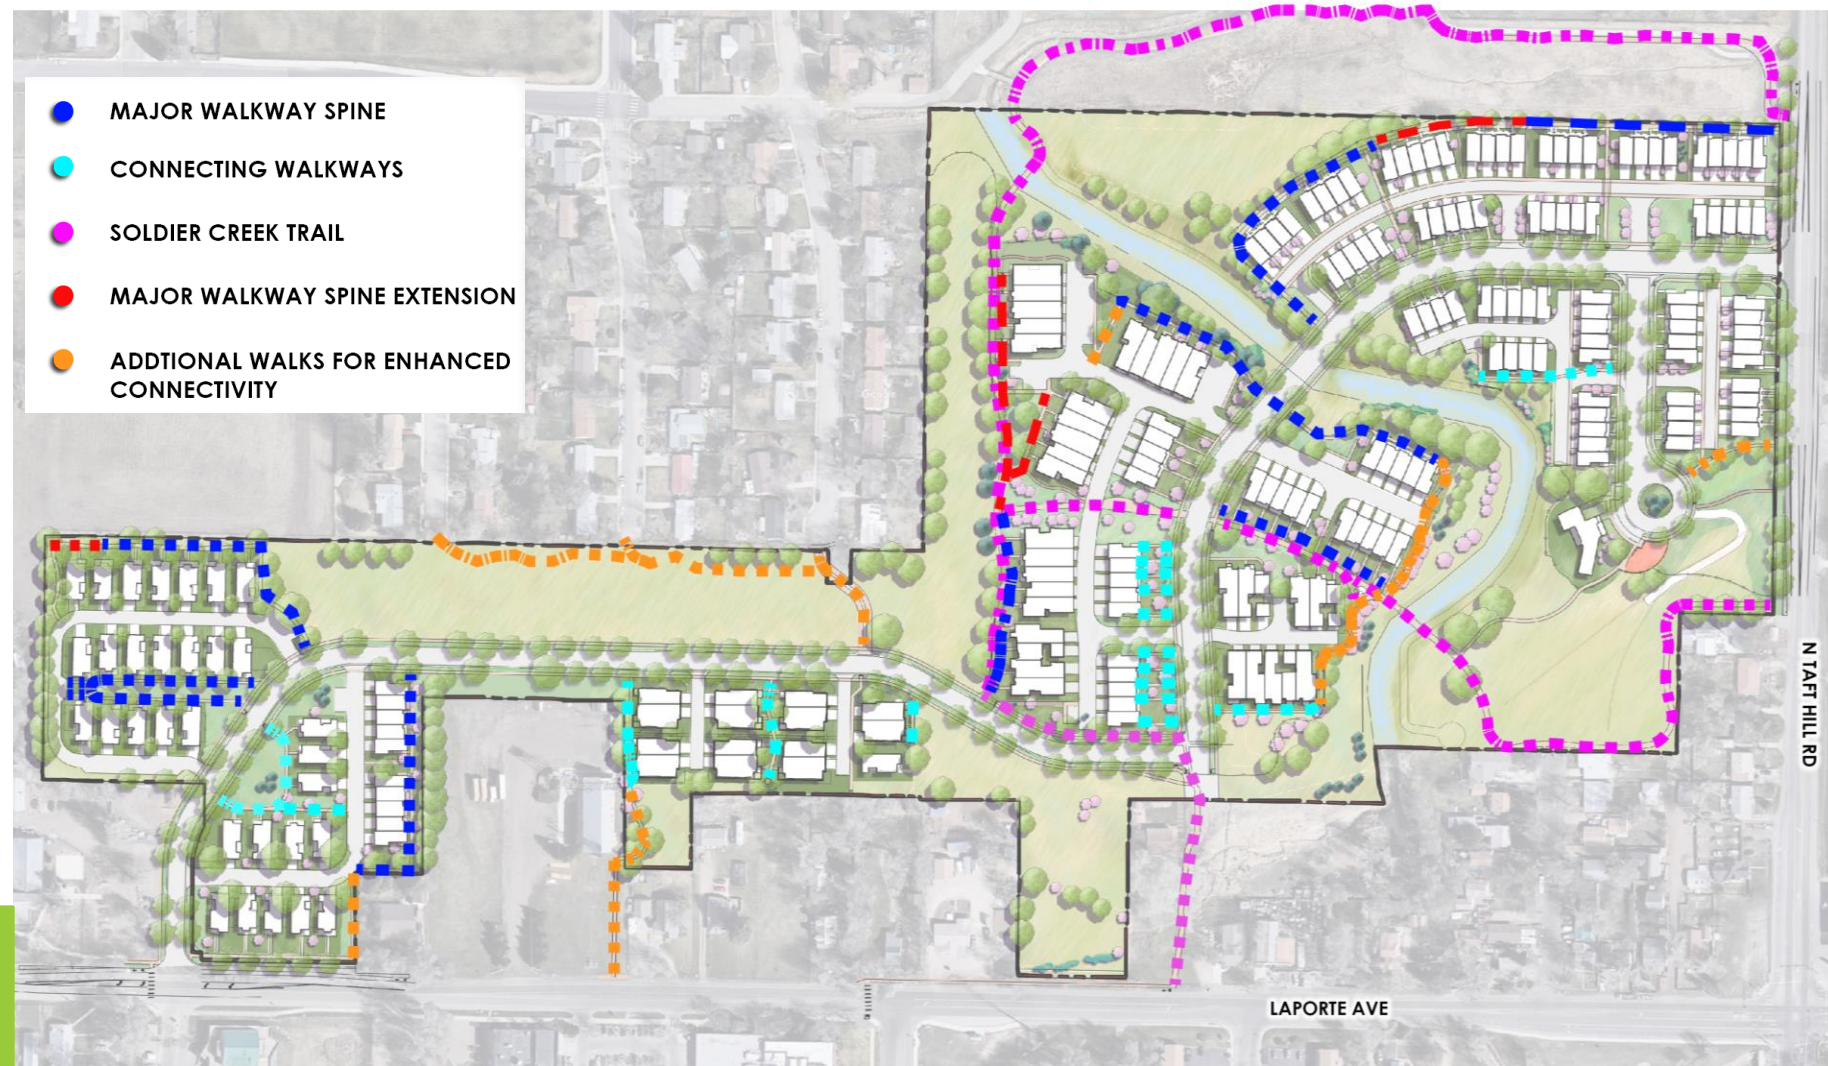 MAJOR WALKWAY SPINE
CONNECTING WALKWAYS
SOLDIER CREEK TRAIL
MAJOR WALKWAY SPINE EXTENSION
ADDTIONAL WALKS FOR ENHANCED
CONNECTIVITY
N TAFT HILL RD
LAPORTE AVE